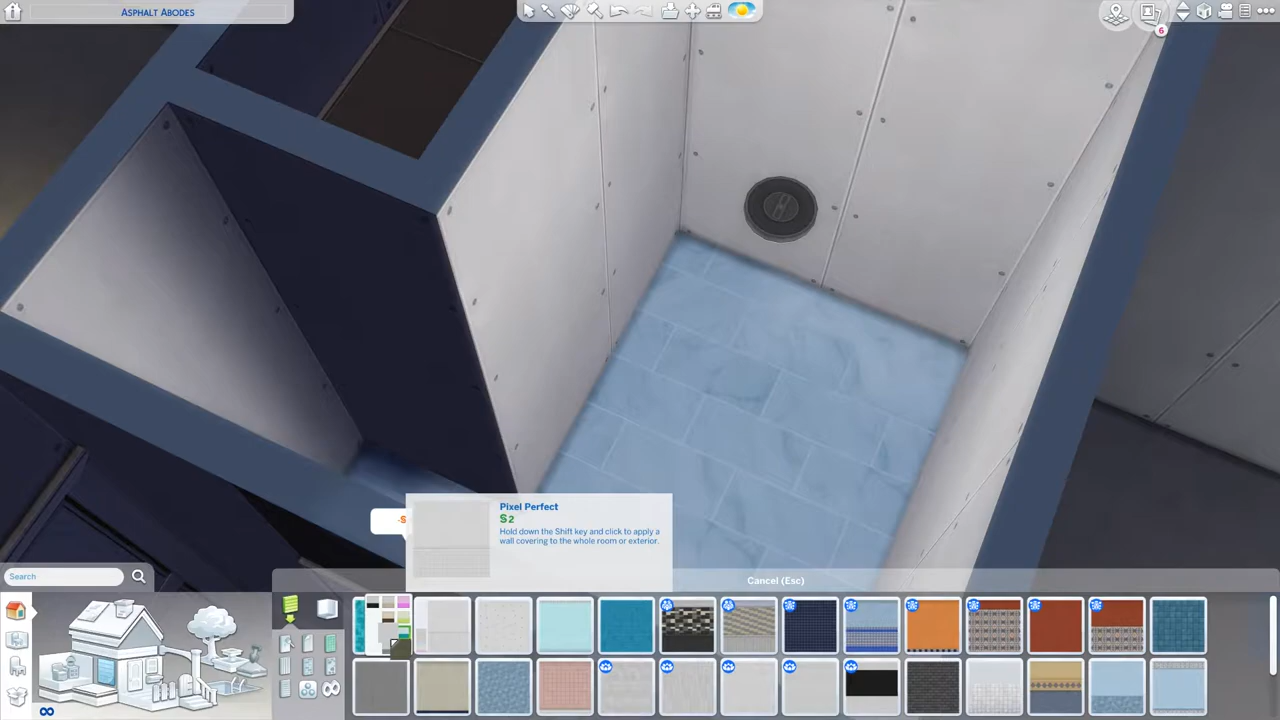 ASPHALT ABODES
6
Pixel Perfect
§2
Hold down the Shift key and click to apply a
wall covering to the whole room or exterior.
-§
Cancel (Esc)
Search